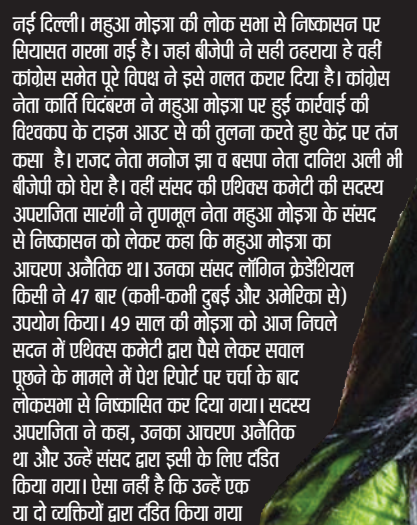 नई दिल्ली। महुआ मोइत्रा की लोक सभा से निष्कासन पर
सियासत गरमा गई है। जहां बीजेपी ने सही ठहराया हे वहीं
कांग्रेस समेत पूरे विपक्ष ने इसे गलत करार दिया है। कांग्रेस
नेता कार्ति चिदंबरम ने महुआ मोइत्रा पर हुई कार्रवाई की
विश्वकप के टाइम आउट से की तुलना करते हुए केंद्र पर तंज
कसा है। राजद नेता मनोज झा व बसपा नेता दानिश अली भी
बीजेपी को घेरा है। वहीं संसद की एथिक्स कमेटी की सदस्य
अपराजिता सारंगी ने तृणमूल नेता महुआ मोइत्रा के संसद
से निष्कासन को लेकर कहा कि महुआ मोइत्रा का
आचरण अनैतिक था। उनका संसद लॉगिन क्रेडेंशियल
किसी ने 47 बार (कभी-कभी दुबई और अमेरिका से)
उपयोग किया। 49 साल की मोइत्रा को आज निचले
सदन में एथिक्स कमेटी द्वारा पैसे लेकर सवाल
पूछने के मामले में पेश रिपोर्ट पर चर्चा के बाद
लोकसभा से निष्कासित कर दिया गया। सदस्य
अपराजिता ने कहा, उनका आचरण अनैतिक
था और उन्हें संसद द्वारा इसी के लिए दंडित
किया गया। ऐसा नहीं है कि उन्हें एक
या दो व्यक्तियों द्वारा दंडित किया गया